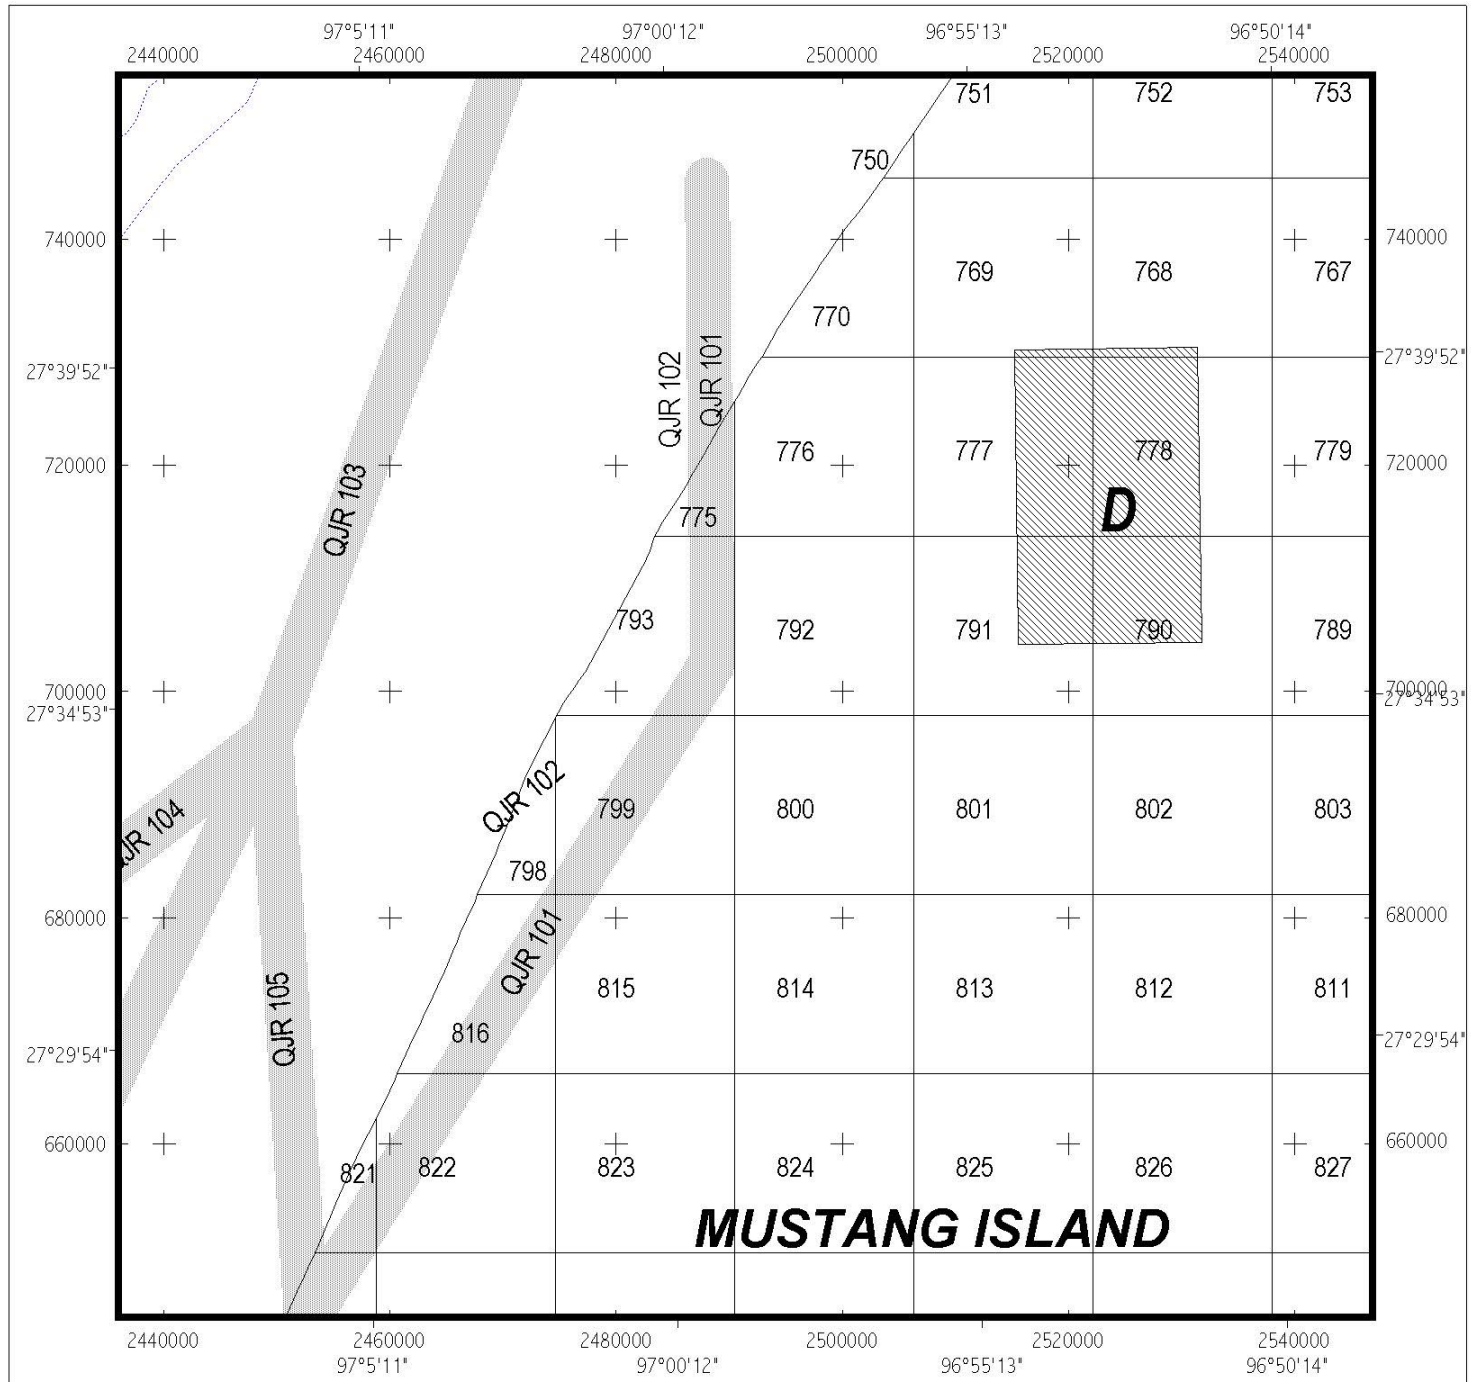 97°5'11" 97°00'12" 96°55'13" 96°50'14"
2440000 2460000 2480000 2500000 2520000 2540000
751 752 753
750
740000 740000
769 768 767
770
27°39'52" 27°39'52"
QJR 102 QJR 101
776 777 778 779
720000 720000
QJR 103
D
775
793 792 791 790 789
700000 700000
27°34'53" 27°34'53"
QJR 102
799 800 801 802 803
QJR 104
798
680000 680000
QJR 101
815 814 813 812 811
QJR 105
816
27°29'54" 27°29'54"
660000 660000
821 822 823 824 825 826 827
MUSTANG ISLAND
2440000 2460000 2480000 2500000 2520000 2540000
97°5'11" 97°00'12" 96°55'13" 96°50'14"